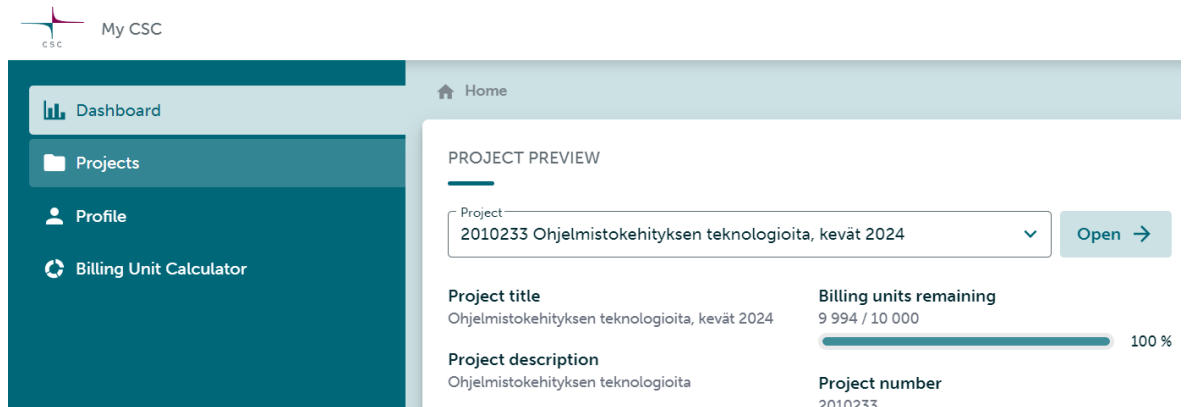 CSC
My CSC
Dashboard
Projects
Profile
Billing Unit Calculator
Home
PROJECT PREVIEW
Project
2010233 Ohjelmistokehityksen teknologioita, kevät 2024
Open
Project title
Ohjelmistokehityksen teknologioita, kevät 2024
Project description
Ohjelmistokehityksen teknologioita
Billing units remaining
9 994 / 10 000
100 %
Project number
2010233